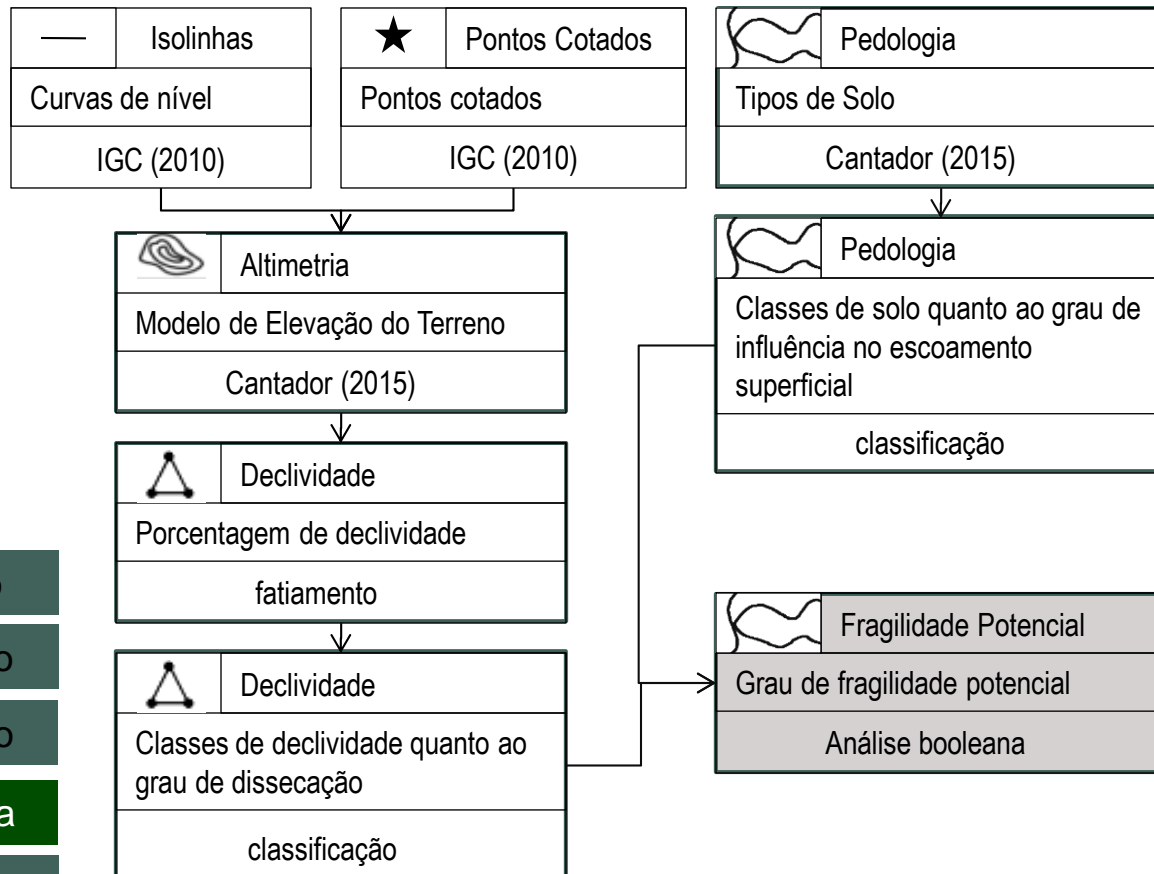 Isolinhas
Curvas de nível
IGC (2010)
Pontos Cotados
Pontos cotados
IGC (2010)
Pedologia
Tipos de Solo
Cantador (2015)
Altimetria
Modelo de Elevação do Terreno
Cantador (2015)
Pedologia
Classes de solo quanto ao grau de
influência no escoamento
superficial
classificação
Declividade
Porcentagem de declividade
fatiamento
Declividade
Classes de declividade quanto ao
grau de dissecação
classificação
Fragilidade Potencial
Grau de fragilidade potencial
Análise booleana